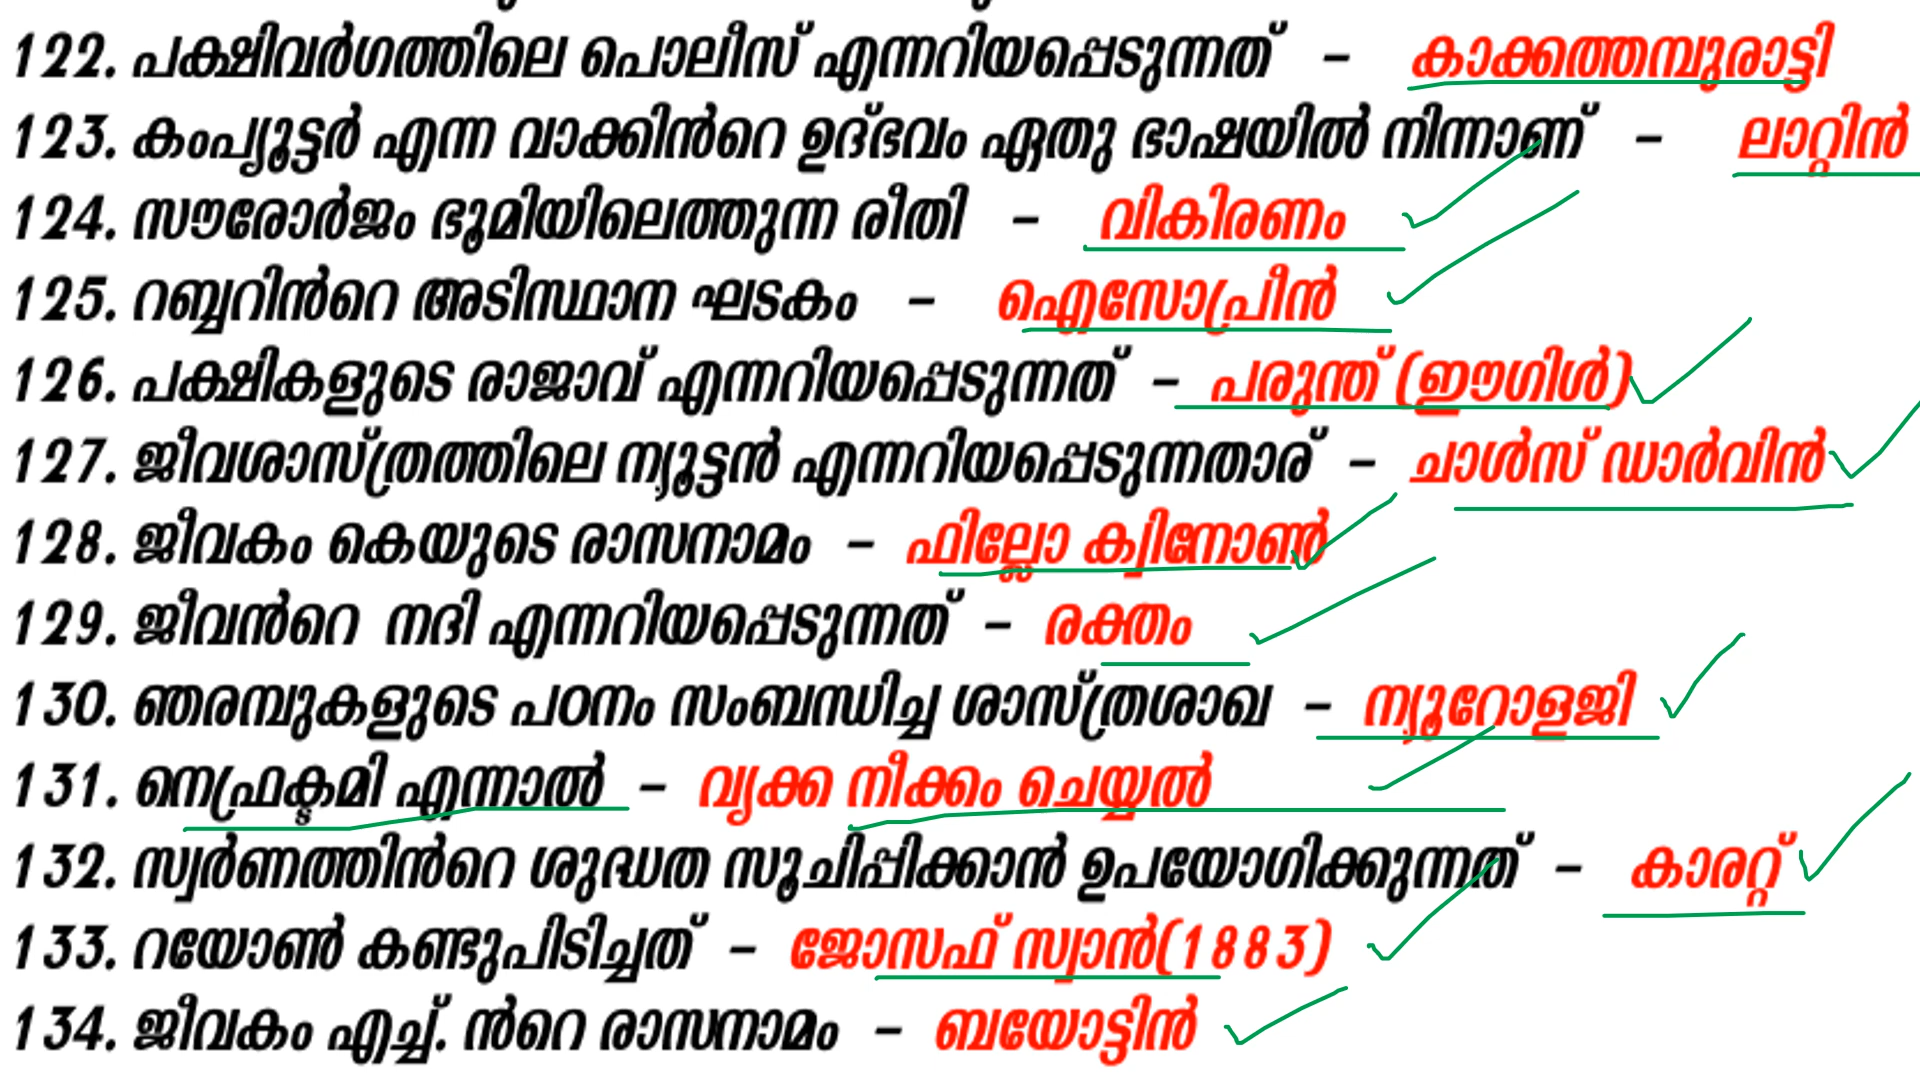 122. പക്ഷിവർഗത്തിലെ പൊലീസ് എന്നറിയപ്പെടുന്നത് – കാക്കത്തമ്പുരാട്ടി
123. കംപ്യൂട്ടർ എന്ന വാക്കിൻറെ ഉദ്ഭവം ഏതു ഭാഷയിൽ നിന്നാണ് – ലാറ്റിൻ
124. സൗരോർജം ഭൂമിയിലെത്തുന്ന രീതി – വികിരണം
125. റബ്ബറിൻറെ അടിസ്ഥാന ഘടകം – ഐസോപ്രീൻ
126. പക്ഷികളുടെ രാജാവ് എന്നറിയപ്പെടുന്നത് – പരുന്ത് (ഈഗിൾ)
127. ജീവശാസ്ത്രത്തിലെ ന്യൂട്ടൻ എന്നറിയപ്പെടുന്നതാര് – ചാൾസ് ഡാർവിൻ
128. ജീവകം കെയുടെ രാസനാമം – ഫില്ലോ ക്വിനോൺ
129. ജീവൻറെ നദി എന്നറിയപ്പെടുന്നത് – രക്തം
130. ഞരമ്പുകളുടെ പഠനം സംബന്ധിച്ച ശാസ്ത്രശാഖ – ന്യൂറോളജി
131. നെഫ്രക്ടമി എന്നാൽ – വൃക്ക നീക്കം ചെയ്യൽ
132. സ്വർണത്തിൻറെ ശുദ്ധത സൂചിപ്പിക്കാൻ ഉപയോഗിക്കുന്നത് – കാരറ്റ്
133. റയോൺ കണ്ടുപിടിച്ചത് – ജോസഫ് സ്വാൻ(1883)
134. ജീവകം എച്ച്. ൻറെ രാസനാമം – ബയോട്ടിൻ